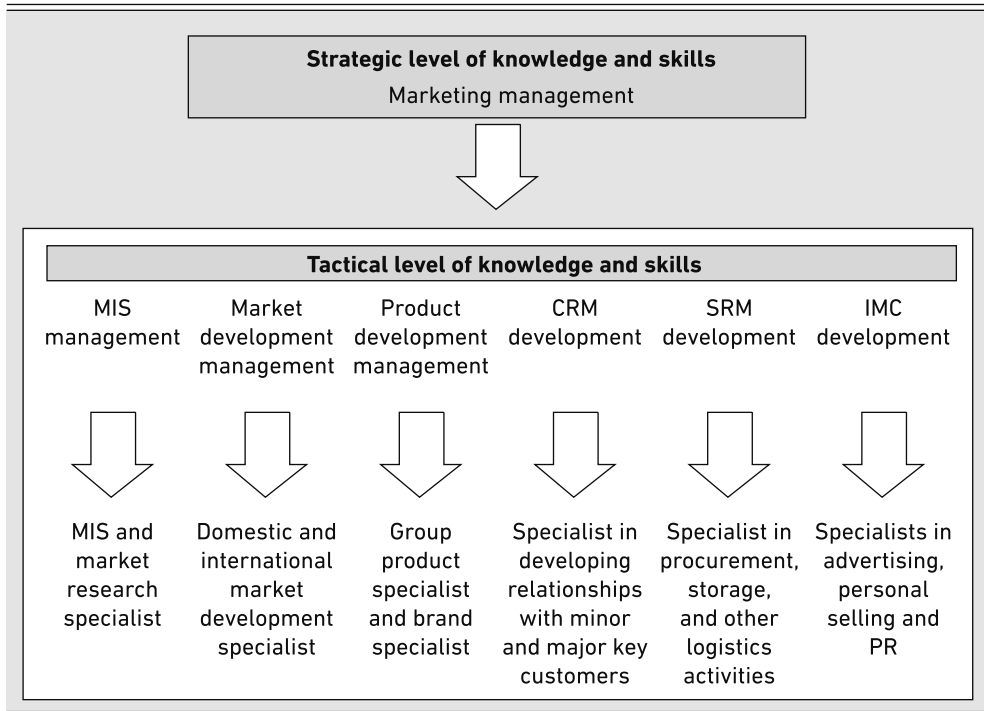 Strategic level of knowledge and skills
Marketing management
Tactical level of knowledge and skills
MIS
management
Market
development
management
Product
development
management
CRM
development
SRM
development
IMC
development
MIS and
market
research
specialist
Domestic and
international
market
development
specialist
Group
product
specialist
and brand
specialist
Specialist in
developing
relationships
with minor
and major key
customers
Specialist in
procurement,
storage,
and other
logistics
activities
Specialists in
advertising,
personal
selling and
PR